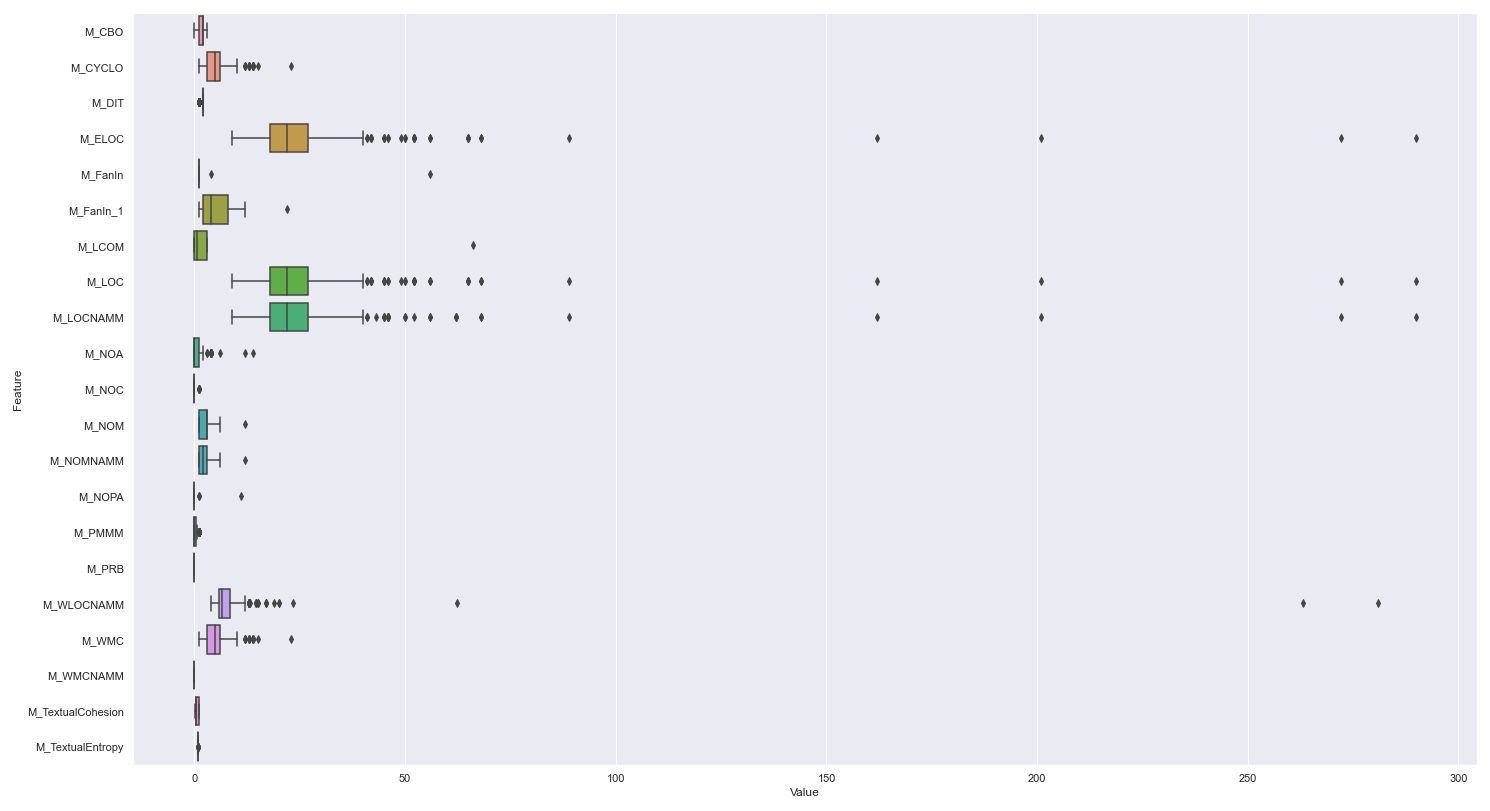 M_CBO
M_CYCLO
M_DIT
M_ELOC
M_FanIn
M_FanIn_1
M_LCOM
M_LOC
M_LOCNAMM
M_NOA
M_NOC
M_NOM
M_NOMNAMM
M_NOPA
M_PMMM
M_PRB
M_WLOCNAMM
M_WMC
M_WMCNAMM
M_TextualCohesion
M_TextualEntropy
Feature
0 50 100 150 200 250 300
Value